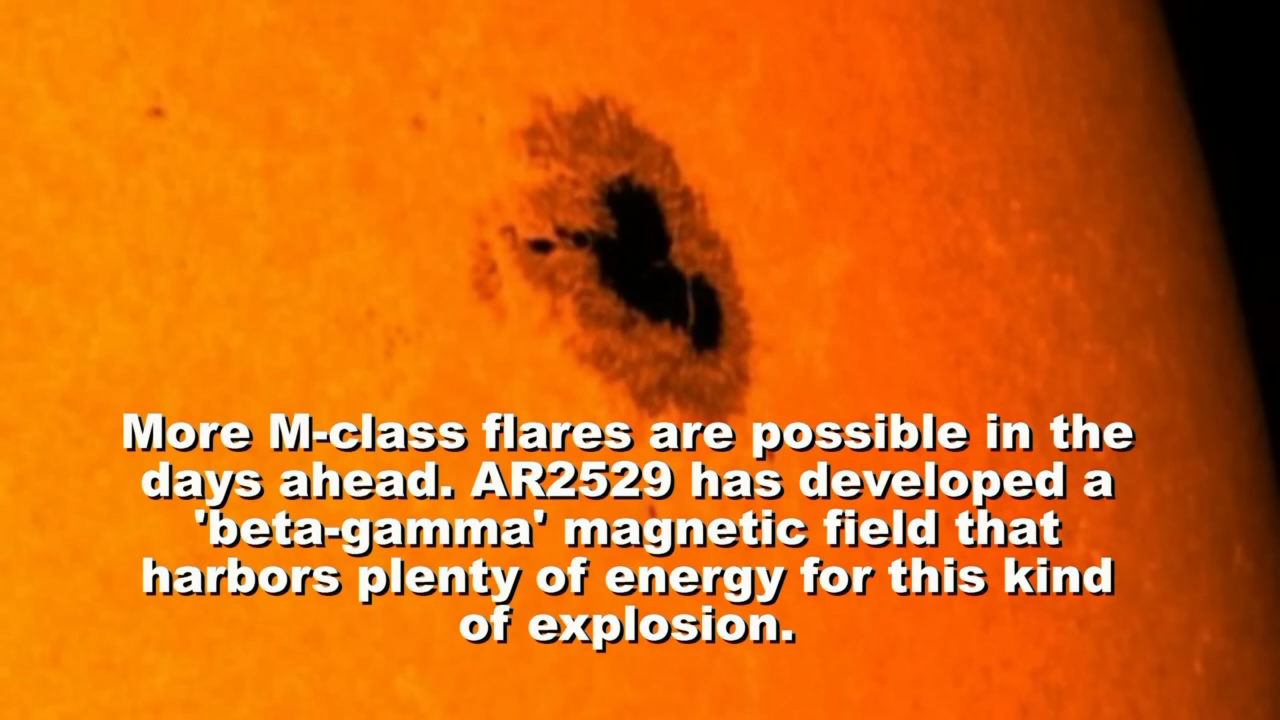 More M-class flares are possible in the
days ahead. AR2529 has developed a
'beta-gamma' magnetic field that
harbors plenty of energy for this kind
of explosion.